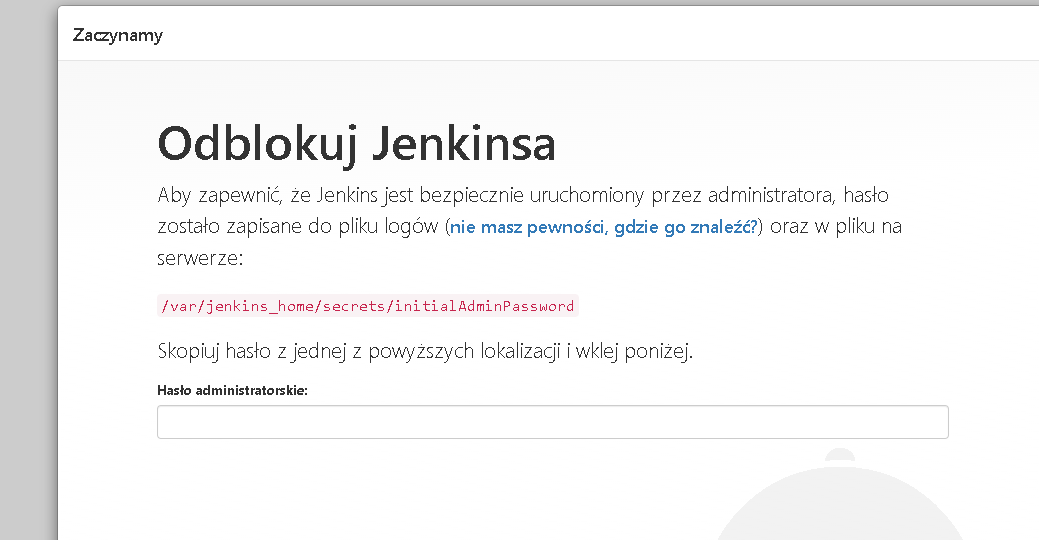 Zaczynamy
Odblokuj Jenkinsa
Aby zapewnić, że Jenkins jest bezpiecznie uruchomiony przez administratora, hasło
zostało zapisane do pliku logów (nie masz pewności, gdzie go znaleźć?) oraz w pliku na
serwerze:
/var/jenkins_home/secrets/initialAdminPassword
Skopiuj hasło z jednej z powyższych lokalizacji i wklej poniżej.
Hasło administratorskie: